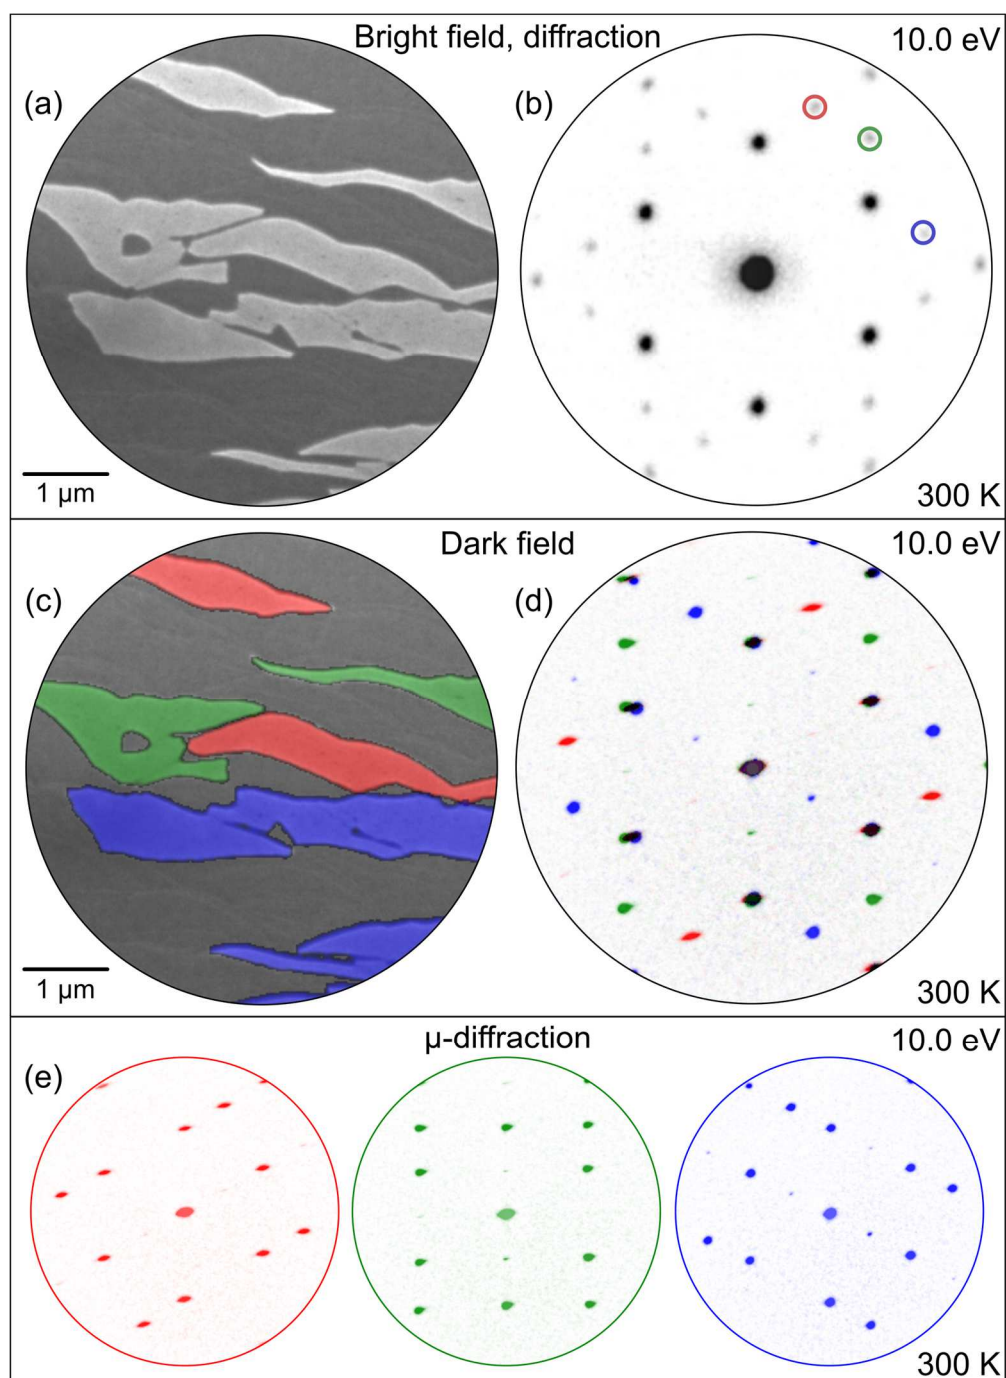 Bright field, diffraction
10.0 eV
(a)
(b)
1 µm
300 K
Dark field
10.0 eV
(c)
(d)
1 µm
300 K
µ-diffraction
10.0 eV
(e)
300 K